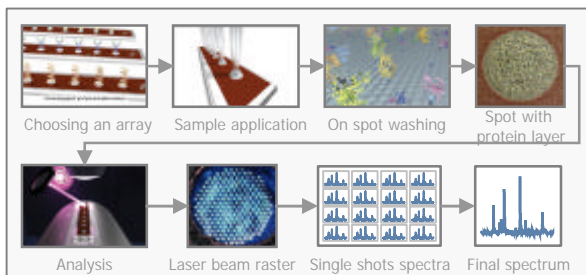 Choosing an array
Sample application
On spot washing
Spot with
protein layer
Analysis
Laser beam raster
Single shots spectra
Final spectrum